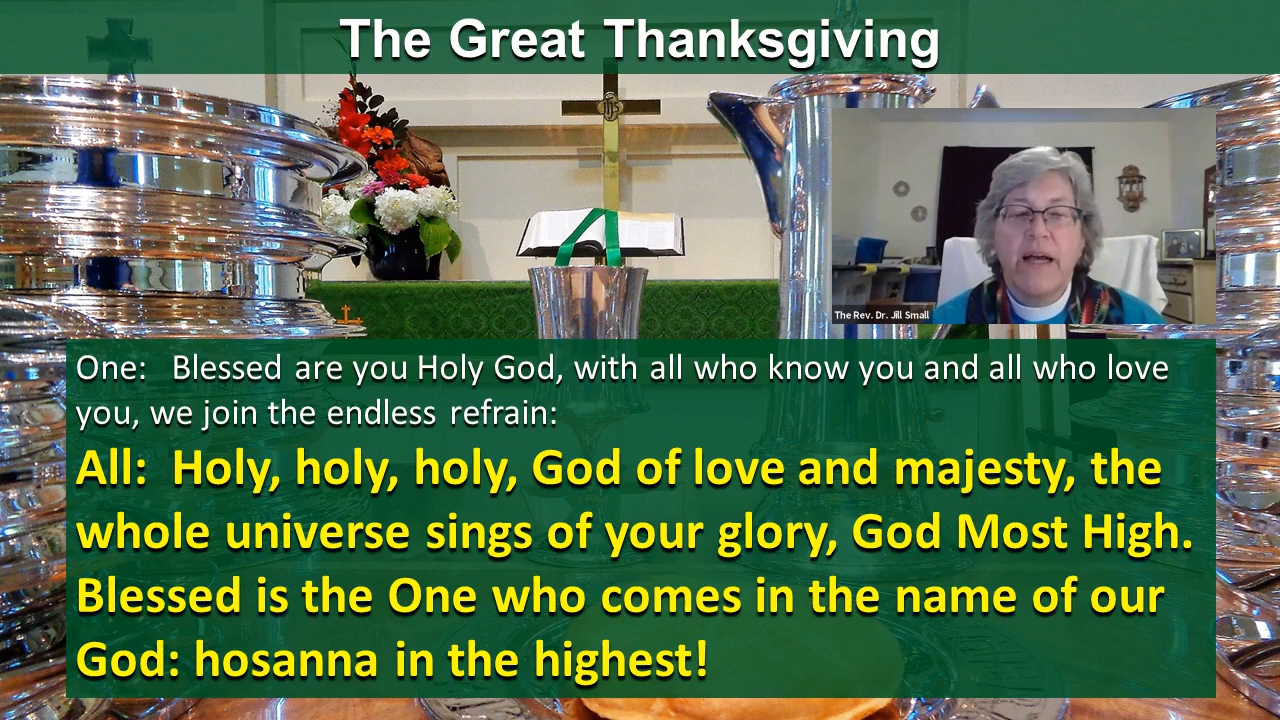 The Great Thanksgiving
The Rev. Dr. Jill Small
One: Blessed are you Holy God, with all who know you and all who love
you, we join the endless refrain:
All: Holy, holy, holy, God of love and majesty, the
whole universe sings of your glory, God Most High.
Blessed is the One who comes in the name of our
God: hosanna in the highest!